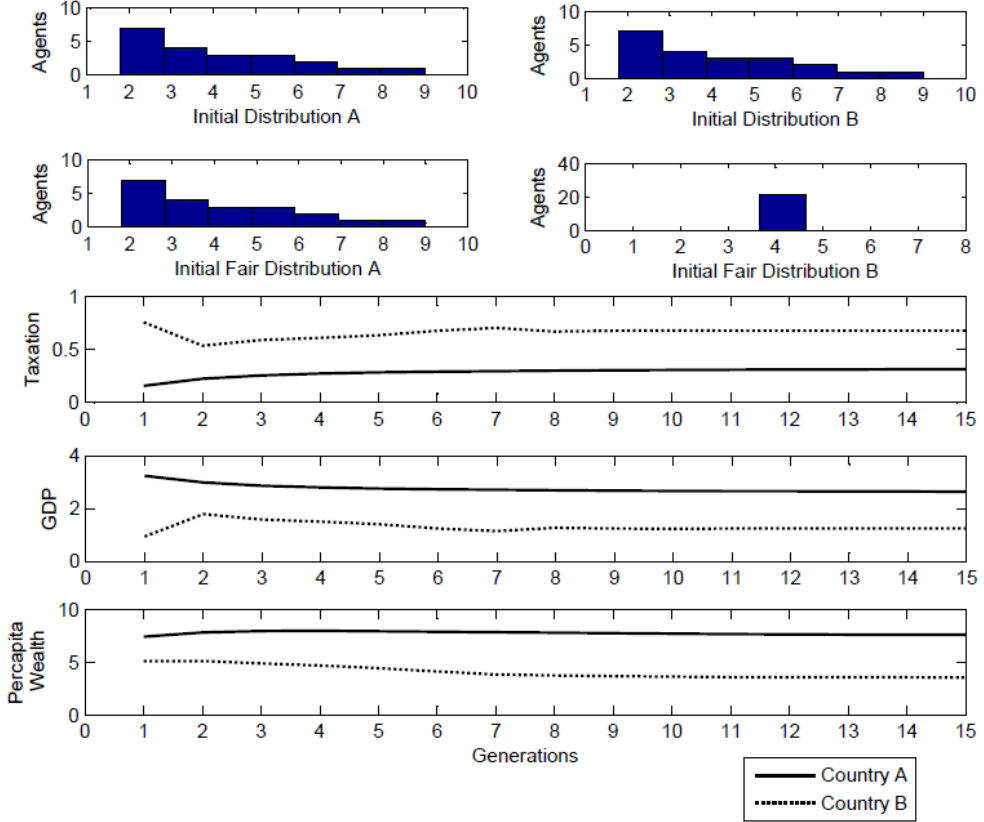 10
5
0
Agents
1 2 3 4 5 6 7 8 9 10
Initial Distribution A
10
5
0
Agents
1 2 3 4 5 6 7 8 9 10
Initial Distribution B
10
5
0
Agents
1 2 3 4 5 6 7 8 9 10
Initial Fair Distribution A
40
20
0
Agents
0 1 2 3 4 5 6 7 8
Initial Fair Distribution B
1
0.5
0
Taxation
0 1 2 3 4 5 6 7 8 9 10 11 12 13 14 15
4
2
0
GDP
0 1 2 3 4 5 6 7 8 9 10 11 12 13 14 15
10
5
0
Percapita
Wealth
0 1 2 3 4 5 6 7 8 9 10 11 12 13 14 15
Generations
Country A
Country B